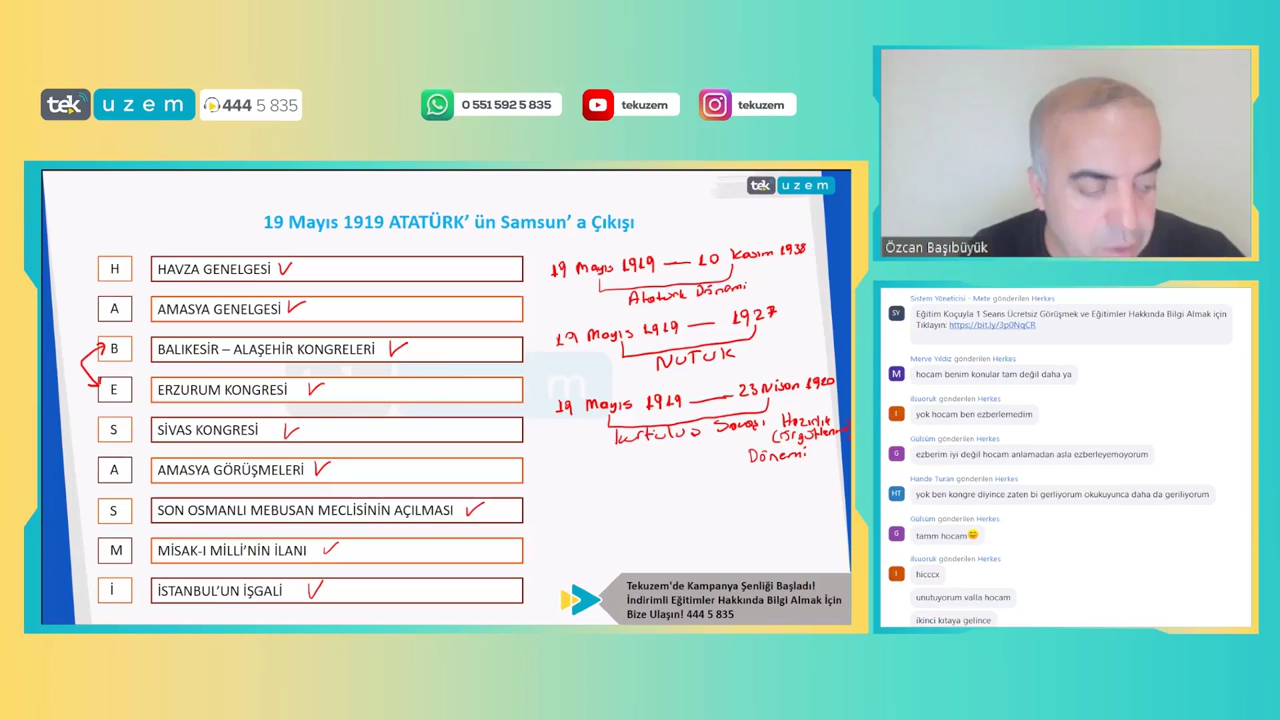 tek uzem 444 5 835
0 551 592 5 835
tekuzem
tekuzem
tek uzem
19 Mayıs 1919 ATATÜRK' ün Samsun' a Çıkışı
H HAVZA GENELGESİ
A AMASYA GENELGESİ
B BALIKESİR – ALAŞEHİR KONGRELERİ
E ERZURUM KONGRESİ
S SİVAS KONGRESİ
A AMASYA GÖRÜŞMELERİ
S SON OSMANLI MEBUSAN MECLİSİNİN AÇILMASI
M MİSAK-I MİLLİ'NİN İLANI
İ İSTANBUL'UN İŞGALİ
19 Mayıs 1919 — 10 Kasım 1938
Atatürk Dönemi
19 Mayıs 1919 — 1927
NUTUK
19 Mayıs 1919 — 23 Nisan 1920
Kurtuluş Savaşı Hazırlık
Dönemi
Tekuzem'de Kampanya Şenliği Başladı!
İndirimli Eğitimler Hakkında Bilgi Almak İçin
Bize Ulaşın! 444 5 835
Özcan Başıbüyük
Sistem Yöneticisi - Mete gönderilen Herkes
SY
Eğitim Koçuyla 1 Seans Ücretsiz Görüşmek ve Eğitimler Hakkında Bilgi Almak için
Tıklayın: https://bit.ly/3p0NqCR
Merve Yıldız gönderilen Herkes
M hocam benim konular tam değil daha ya
ilsuoruk gönderilen Herkes
I yok hocam ben ezberlemedim
Gülsüm gönderilen Herkes
G ezberim iyi değil hocam anlamadan asla ezberleyemoyorum
Hande Turan gönderilen Herkes
HT yok ben kongre diyince zaten bi gerliyorum okukuyunca daha da geriliyorum
Gülsüm gönderilen Herkes
G tamm hocam😊
ilsuoruk gönderilen Herkes
I hicccx
unutuyorum valla hocam
ikinci kıtaya gelince